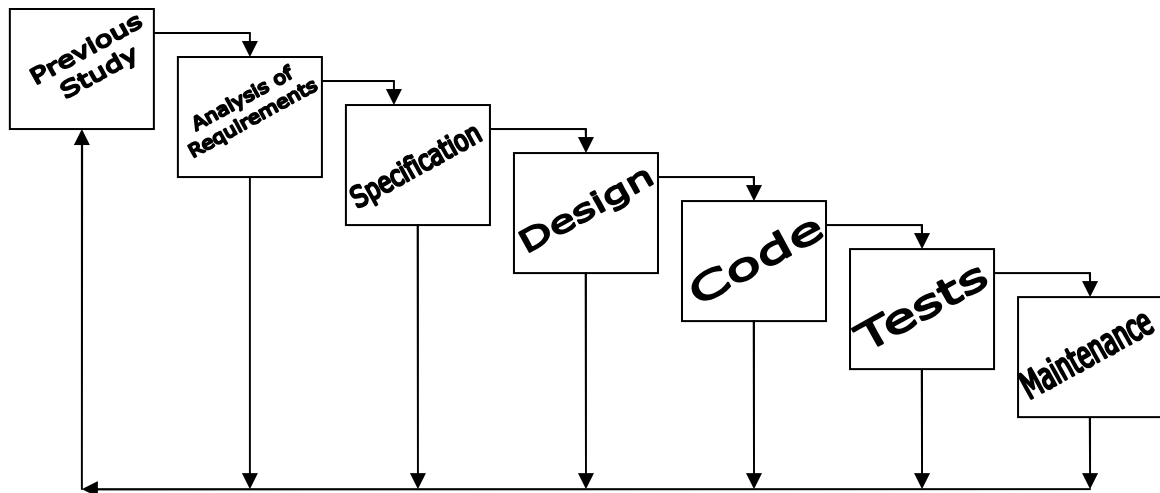 Previous
Study
Analysis of
Requirements
Specification
Design
Code
Tests
Maintenance